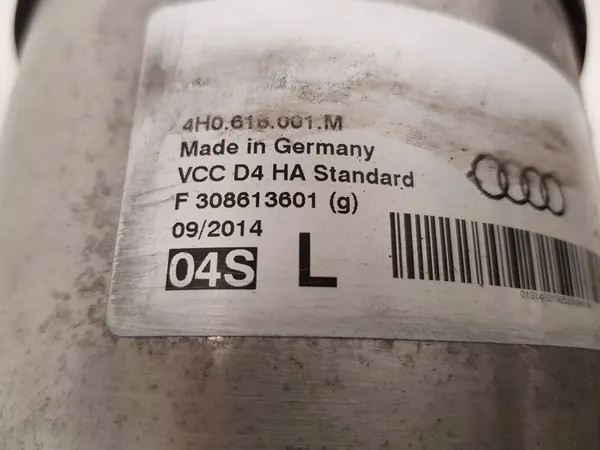 4H0.616.001.M
Made in Germany
VCC D4 HA Standard
F 308613601 (g)
09/2014
04S L